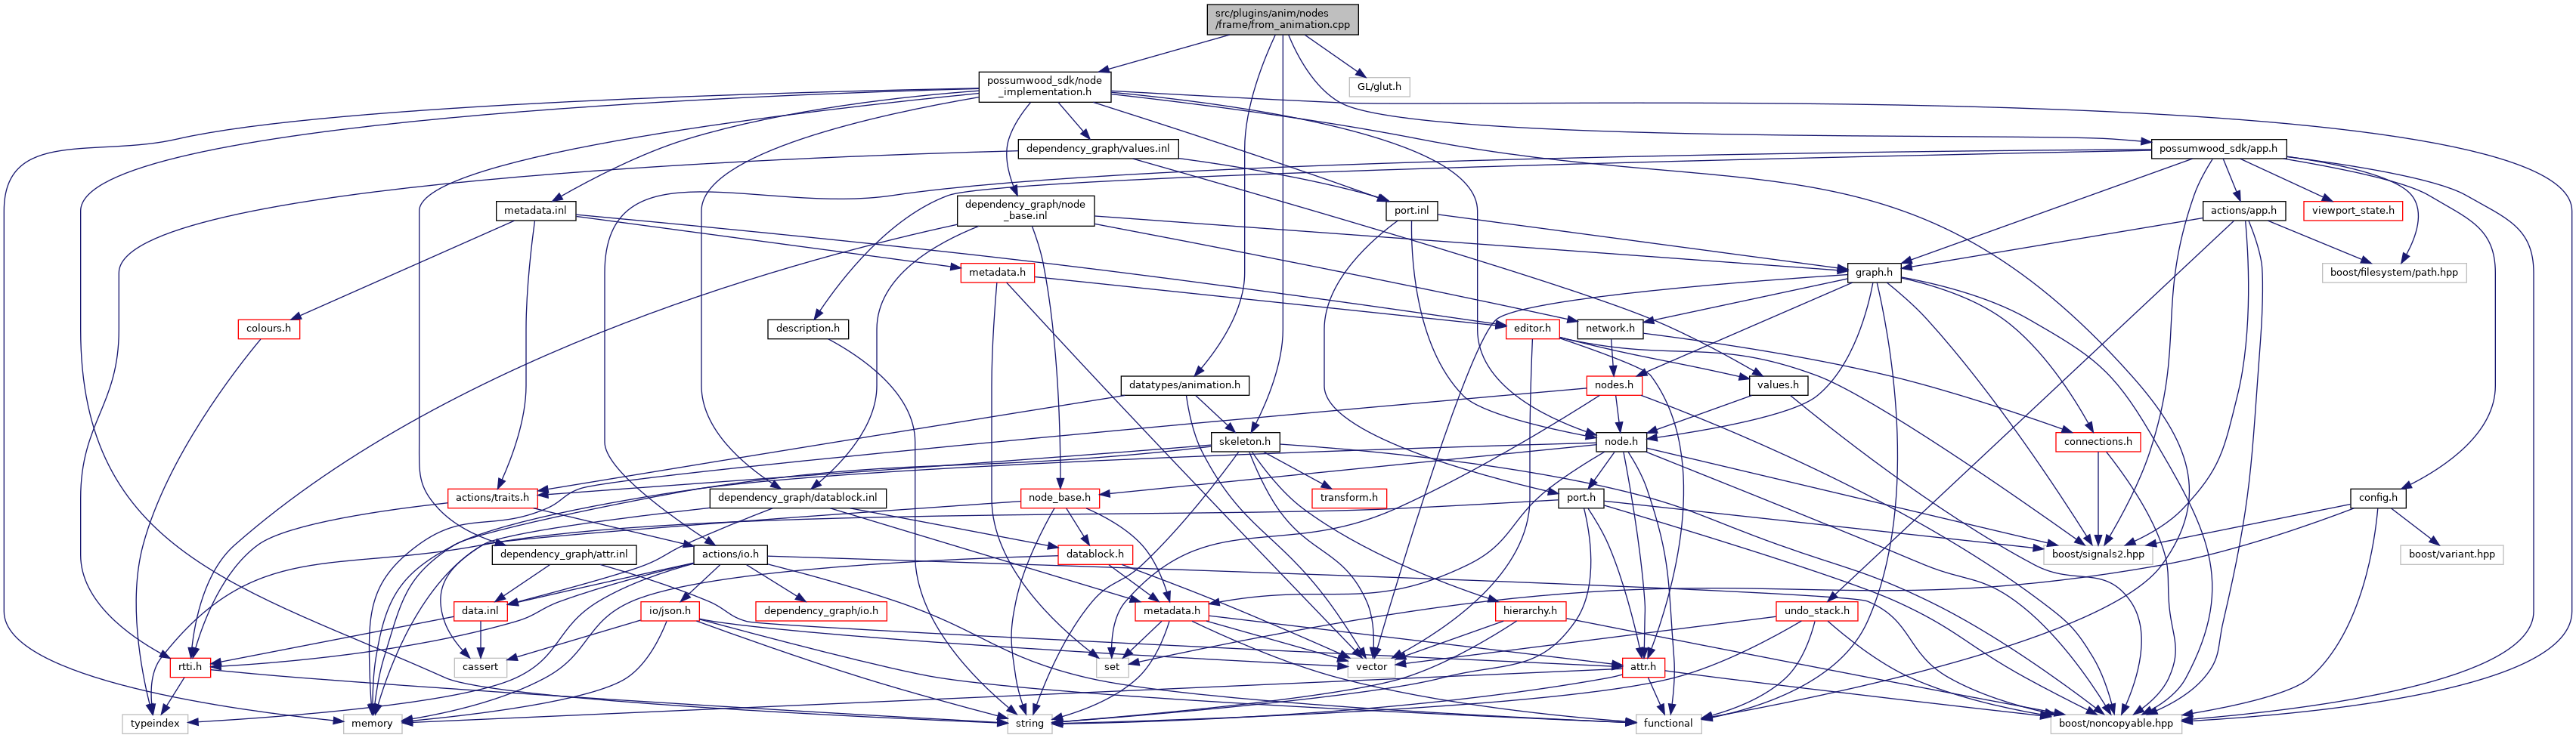 src/plugins/anim/nodes
/frame/from_animation.cpp
possumwood_sdk/node
_implementation.h
GL/glut.h
dependency_graph/values.inl
possumwood_sdk/app.h
metadata.inl
dependency_graph/node
_base.inl
port.inl
viewport_state.h
actions/app.h
metadata.h
graph.h
boost/filesystem/path.hpp
colours.h
description.h
editor.h
network.h
datatypes/animation.h
nodes.h
values.h
skeleton.h
node.h
connections.h
actions/traits.h
dependency_graph/datablock.inl
node_base.h
transform.h
port.h
config.h
dependency_graph/attr.inl
actions/io.h
datablock.h
boost/signals2.hpp
boost/variant.hpp
data.inl
io/json.h
dependency_graph/io.h
metadata.h
hierarchy.h
undo_stack.h
rtti.h
cassert
set
vector
attr.h
typeindex
memory
string
functional
boost/noncopyable.hpp